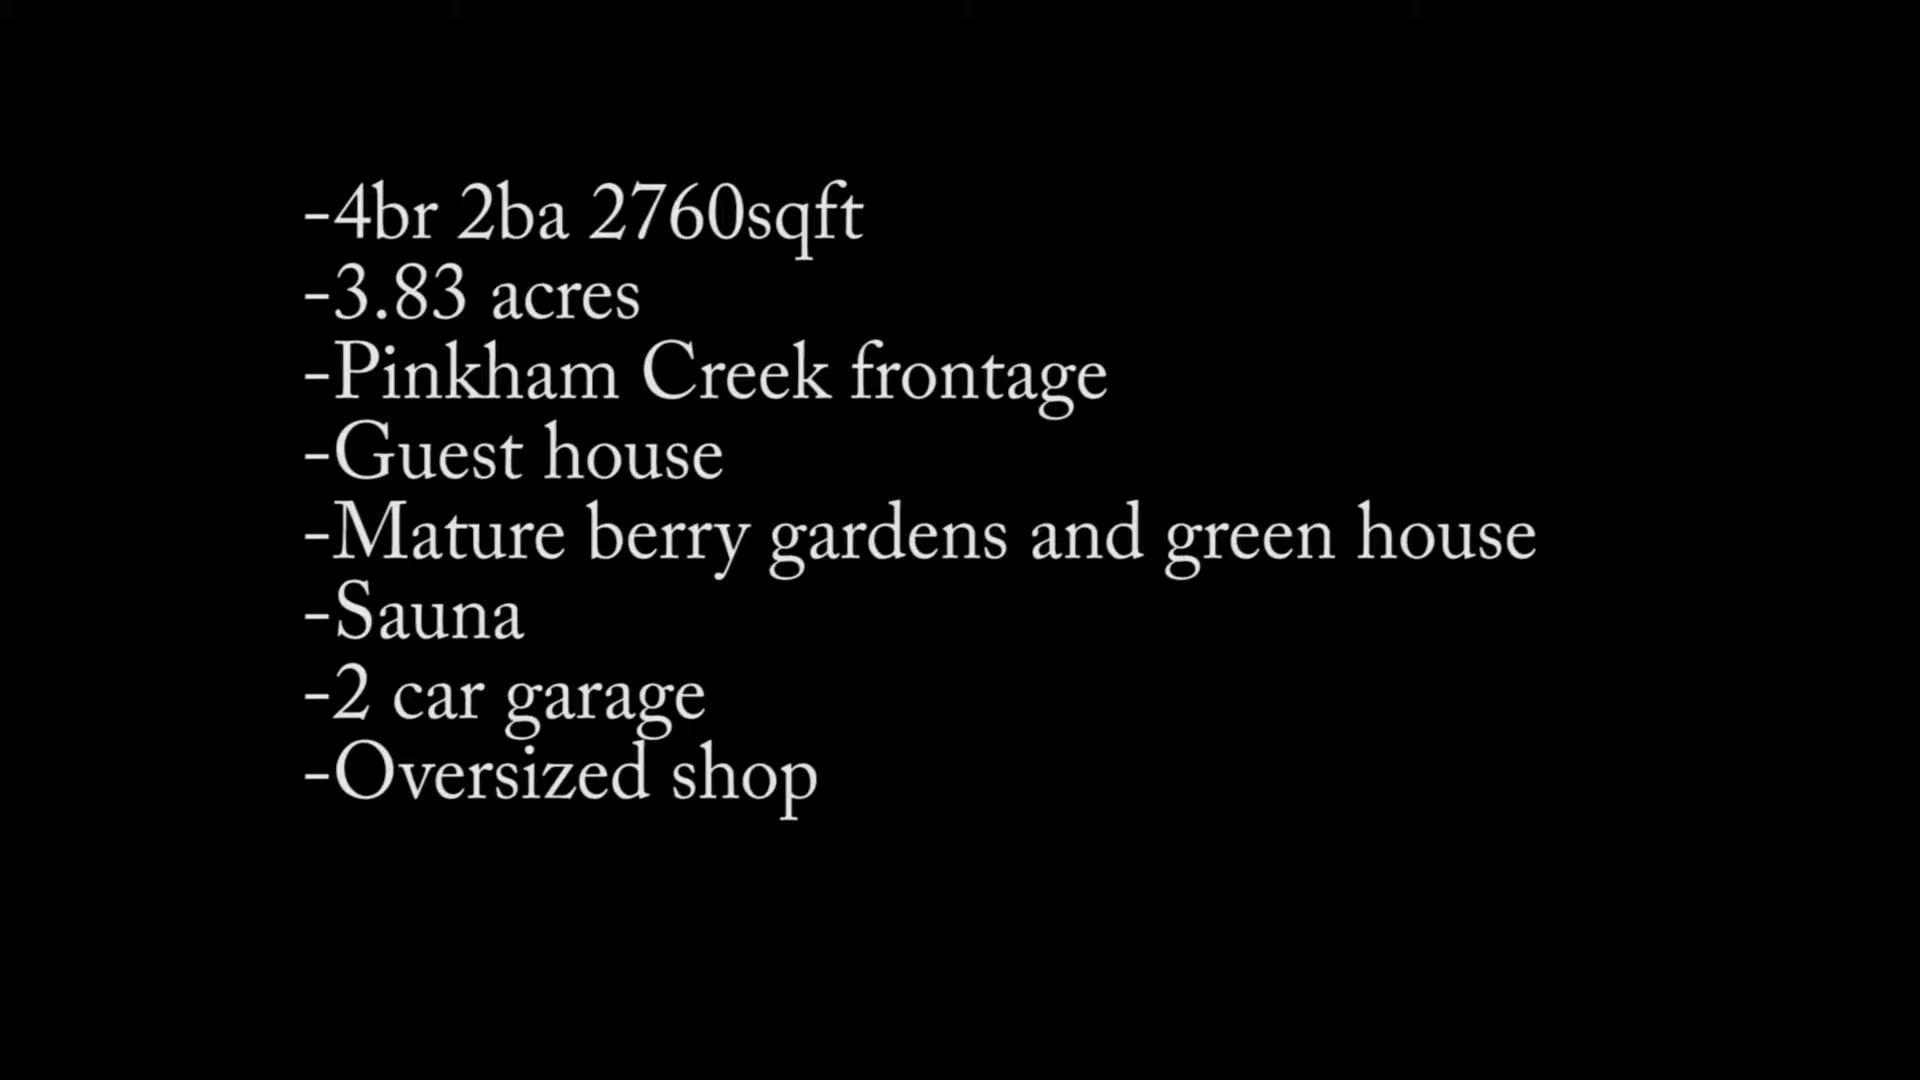 -4br 2ba 2760sqft
-3.83 acres
-Pinkham Creek frontage
-Guest house
-Mature berry gardens and green house
-Sauna
-2 car garage
-Oversized shop